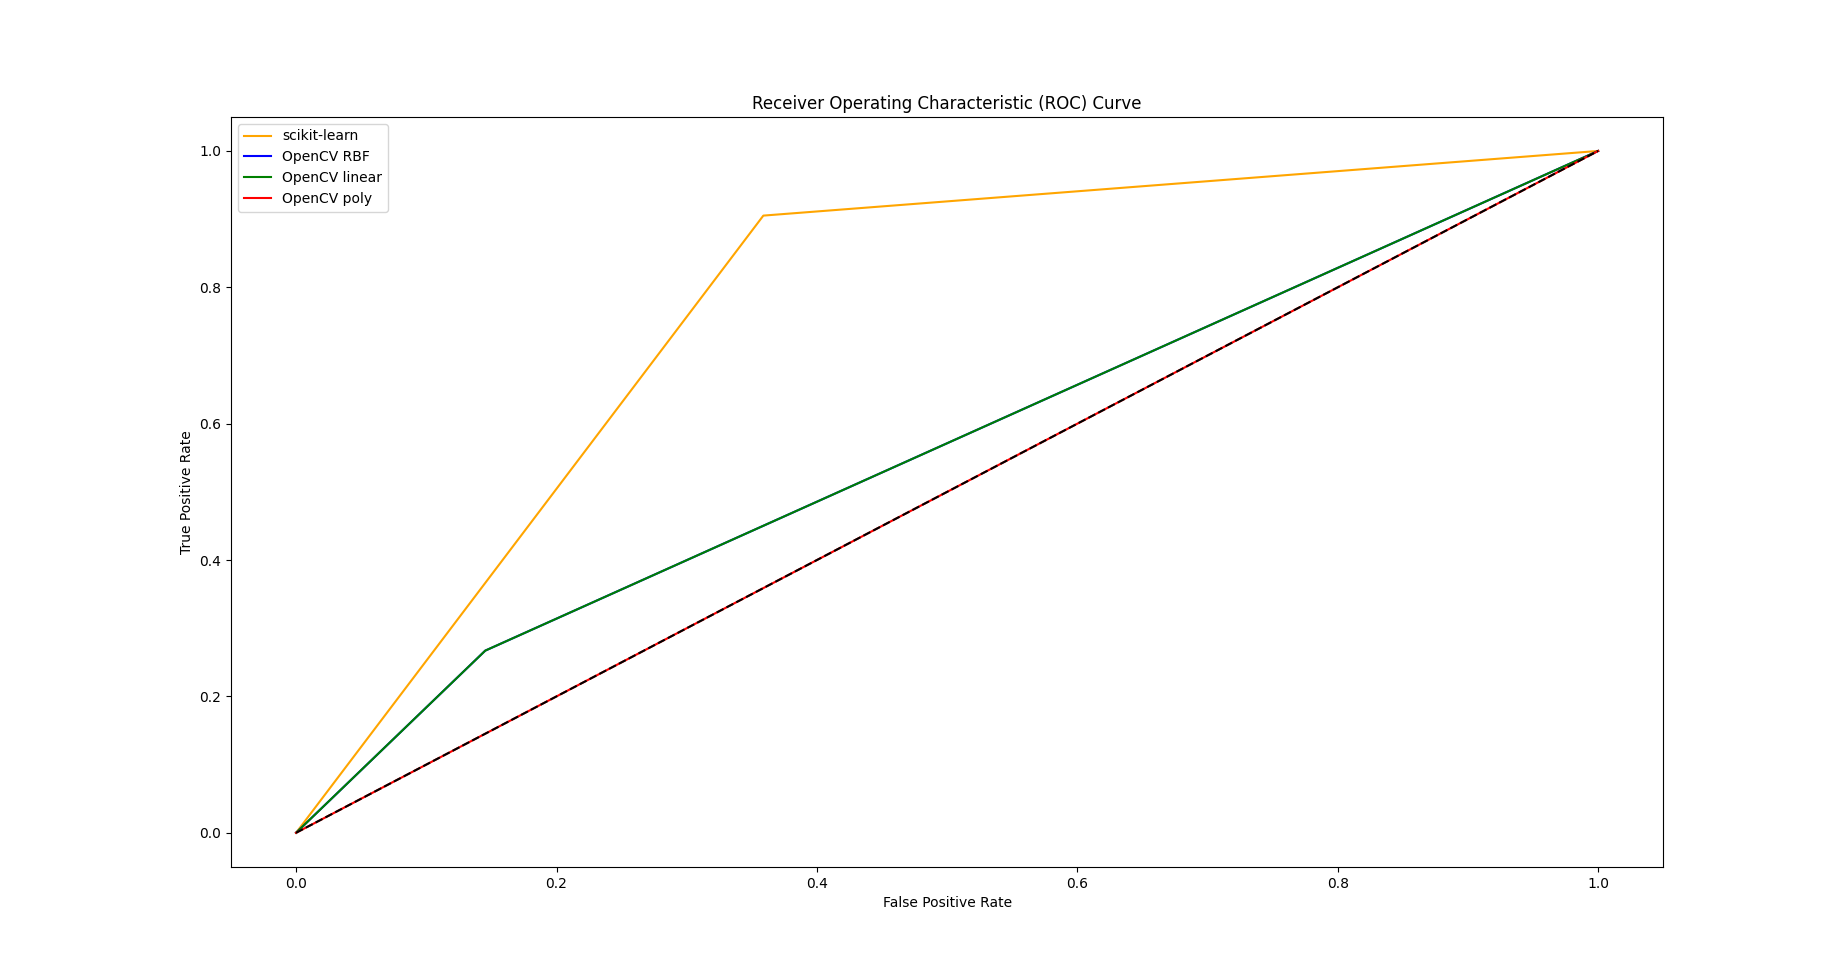 Receiver Operating Characteristic (ROC) Curve
scikit-learn
OpenCV RBF
OpenCV linear
OpenCV poly
1.0
0.8
0.6
0.4
0.2
0.0
True Positive Rate
0.0 0.2 0.4 0.6 0.8 1.0
False Positive Rate